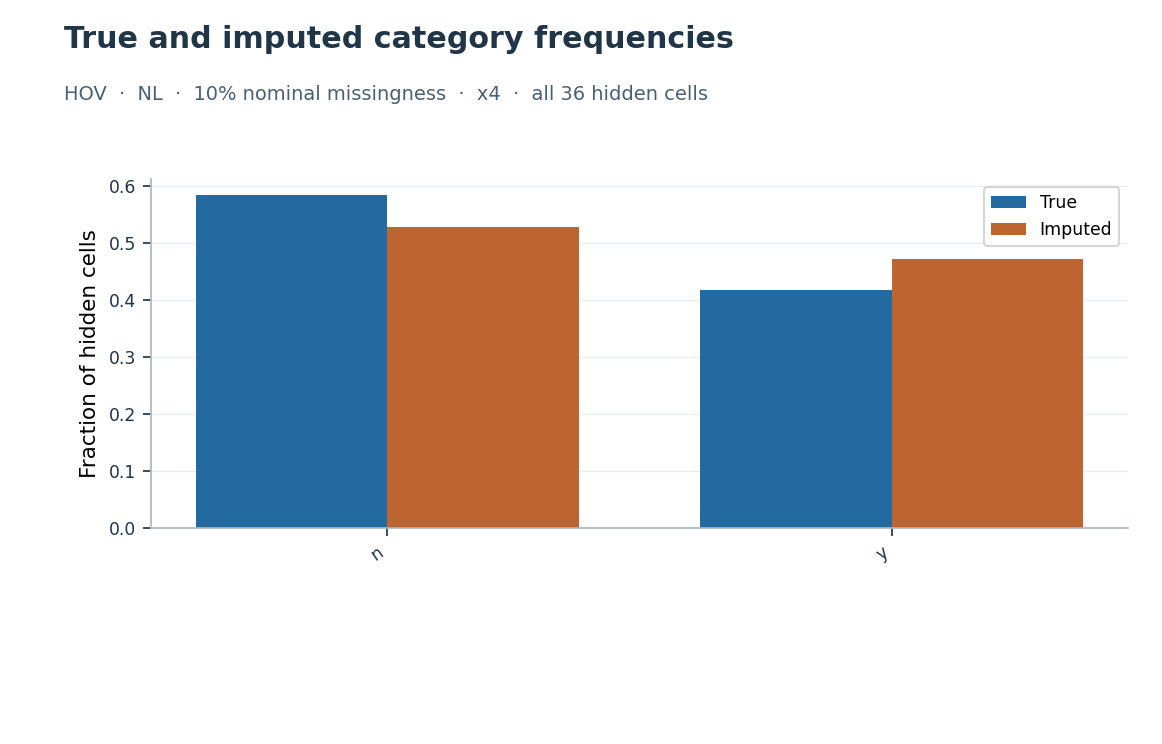 True and imputed category frequencies
HOV · NL · 10% nominal missingness · x4 · all 36 hidden cells
Fraction of hidden cells
0.6
0.5
0.4
0.3
0.2
0.1
0.0
True
Imputed
n
y